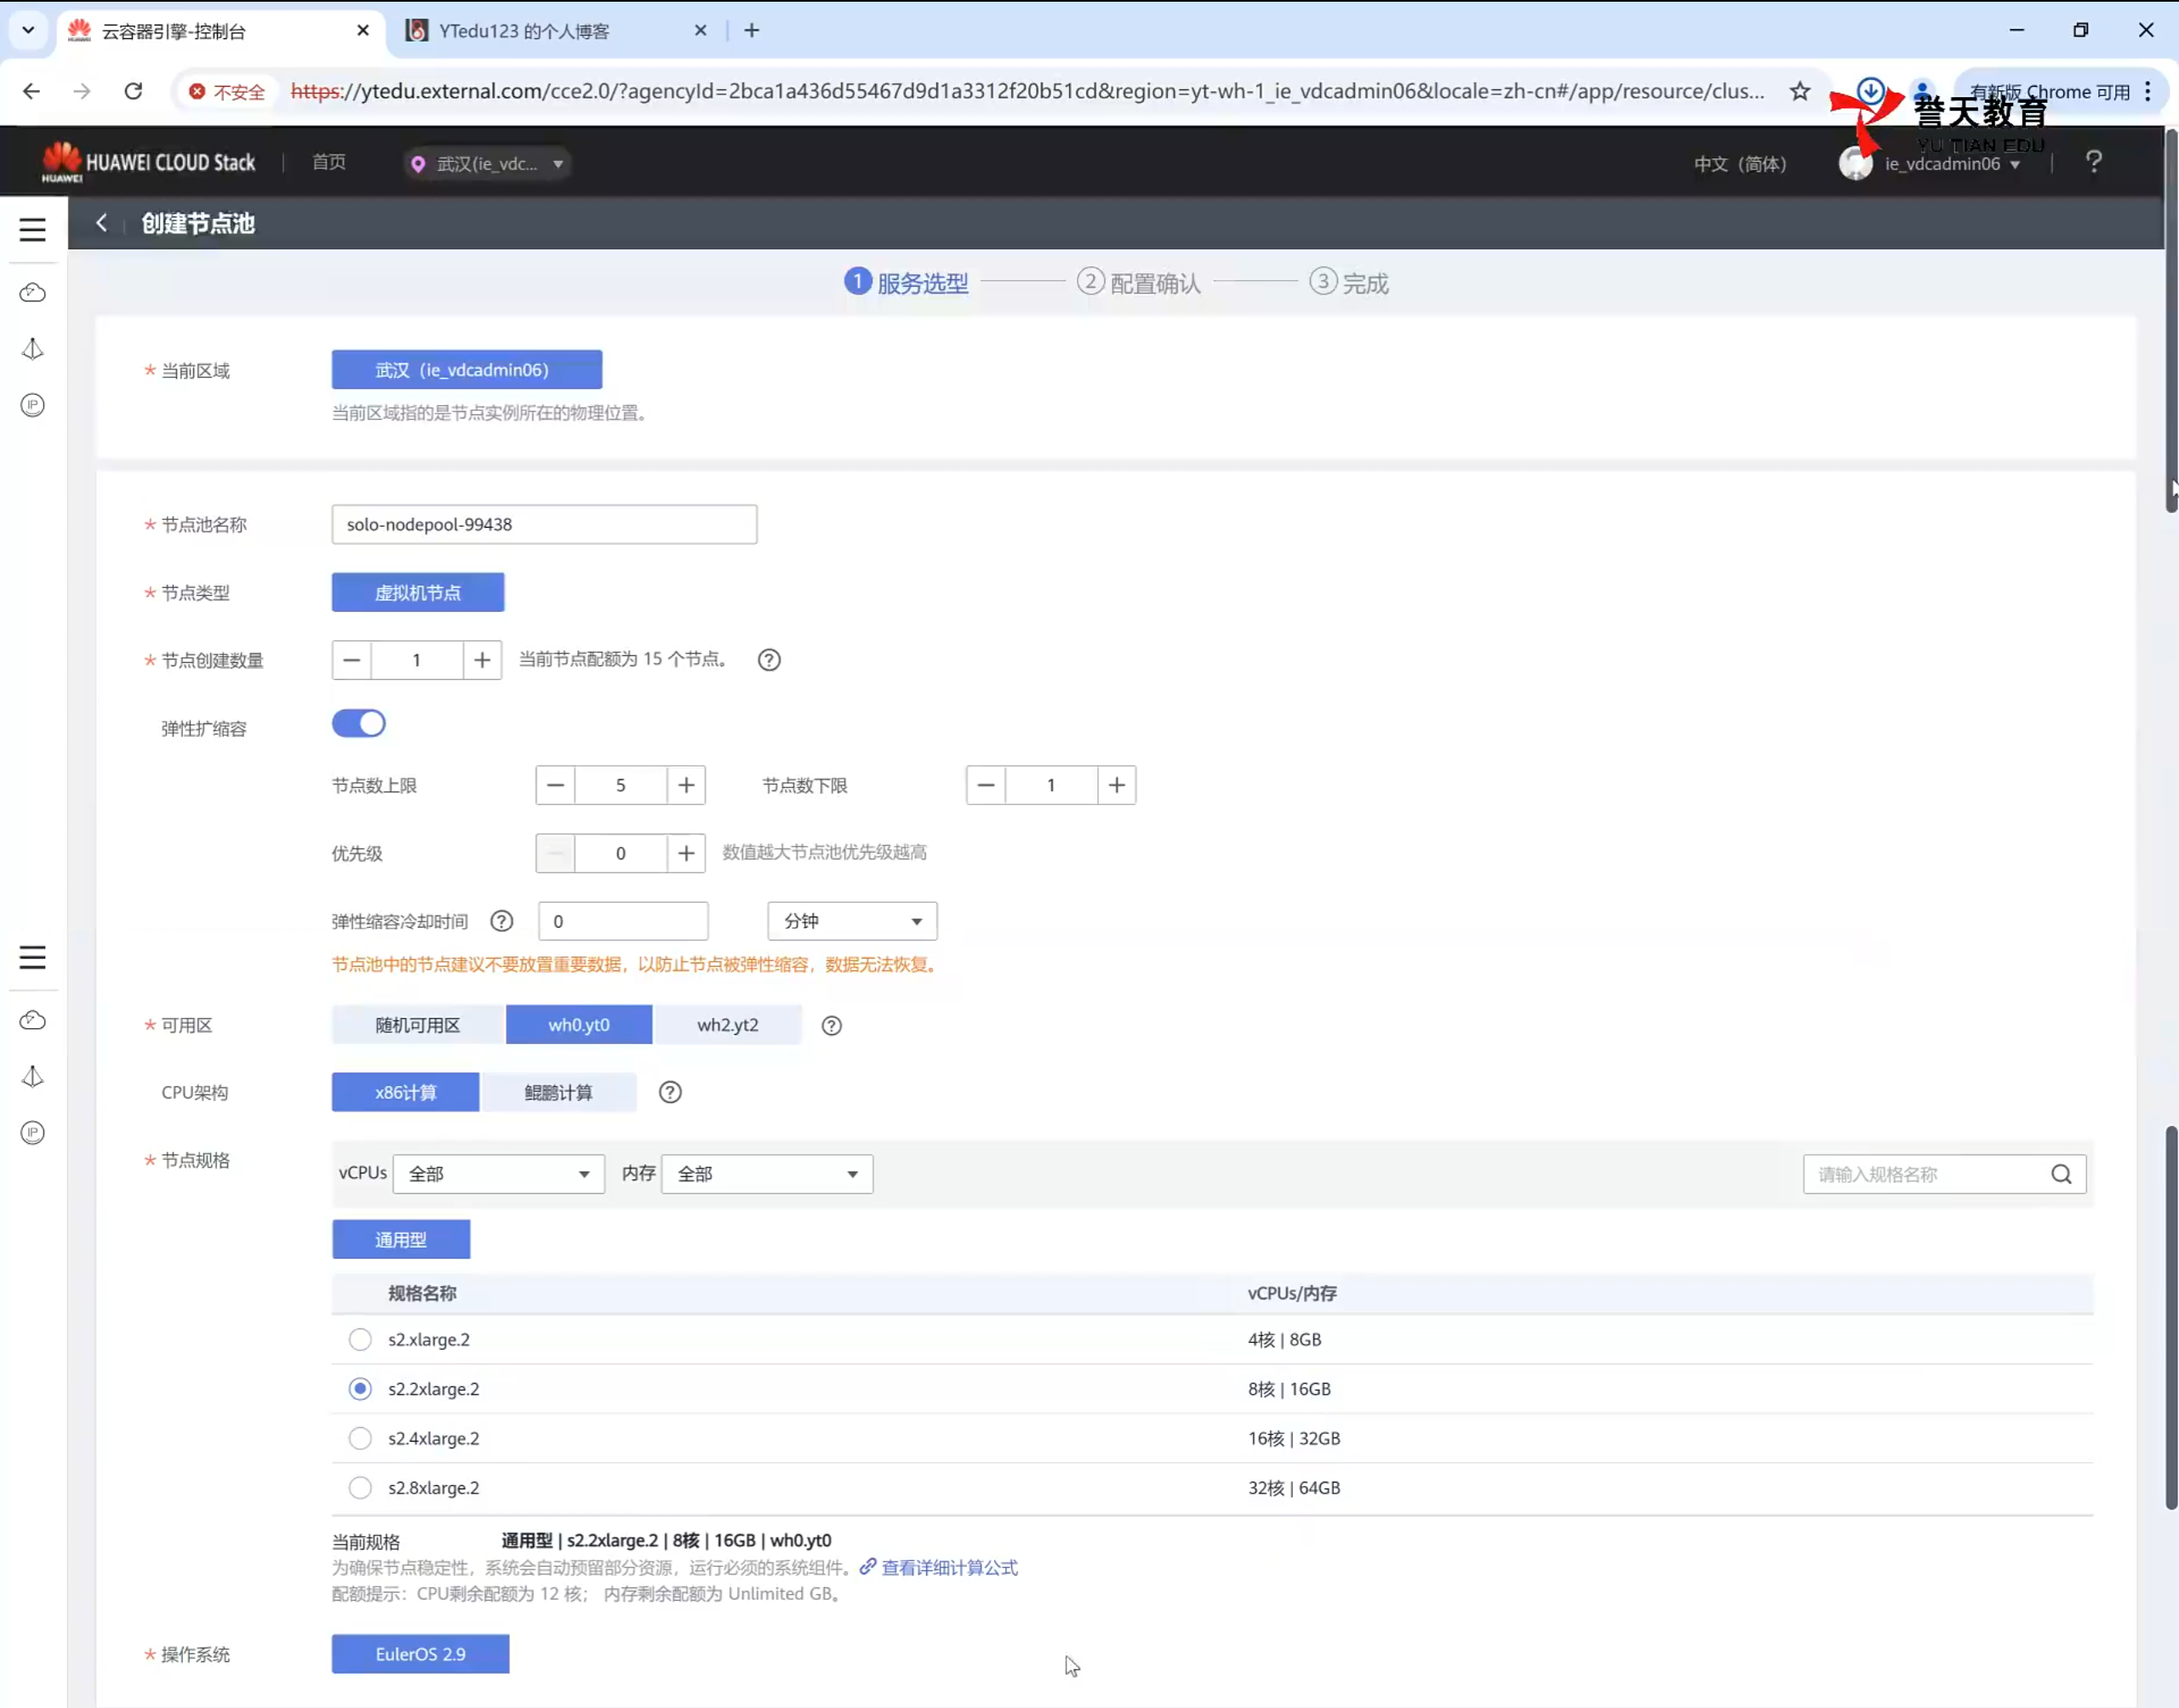 云容器引擎-控制台
YTedu123 的个人博客
不安全
https://ytedu.external.com/cce2.0/?agencyId=2bca1a436d55467d9d1a3312f20b51cd&region=yt-wh-1_ie_vdcadmin06&locale=zh-cn#/app/resource/clus...
有新版 Chrome 可用
誉天教育
YU TIAN EDU
HUAWEI
HUAWEI CLOUD Stack
首页
武汉(ie_vdc...
中文（简体）
ie_vdcadmin06
创建节点池
1 服务选型
2 配置确认
3 完成
* 当前区域
武汉（ie_vdcadmin06）
当前区域指的是节点实例所在的物理位置。
* 节点池名称
solo-nodepool-99438
* 节点类型
虚拟机节点
* 节点创建数量
1
当前节点配额为 15 个节点。
弹性扩缩容
节点数上限
5
节点数下限
1
优先级
0
数值越大节点池优先级越高
弹性缩容冷却时间
0
分钟
节点池中的节点建议不要放置重要数据，以防止节点被弹性缩容，数据无法恢复。
* 可用区
随机可用区
wh0.yt0
wh2.yt2
CPU架构
x86计算
鲲鹏计算
* 节点规格
vCPUs 全部
内存 全部
请输入规格名称
通用型
规格名称 vCPUs/内存
s2.xlarge.2 4核 | 8GB
s2.2xlarge.2 8核 | 16GB
s2.4xlarge.2 16核 | 32GB
s2.8xlarge.2 32核 | 64GB
当前规格 通用型 | s2.2xlarge.2 | 8核 | 16GB | wh0.yt0
为确保节点稳定性，系统会自动预留部分资源，运行必须的系统组件。 查看详细计算公式
配额提示：CPU剩余配额为 12 核； 内存剩余配额为 Unlimited GB。
* 操作系统
EulerOS 2.9
IP
IP